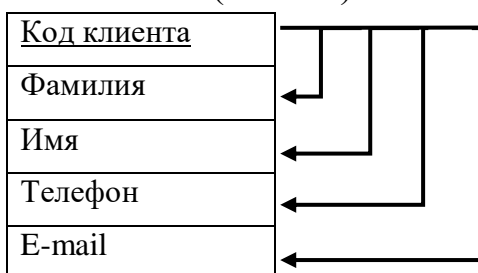 Код клиента
Фамилия
Имя
Телефон
E-mail